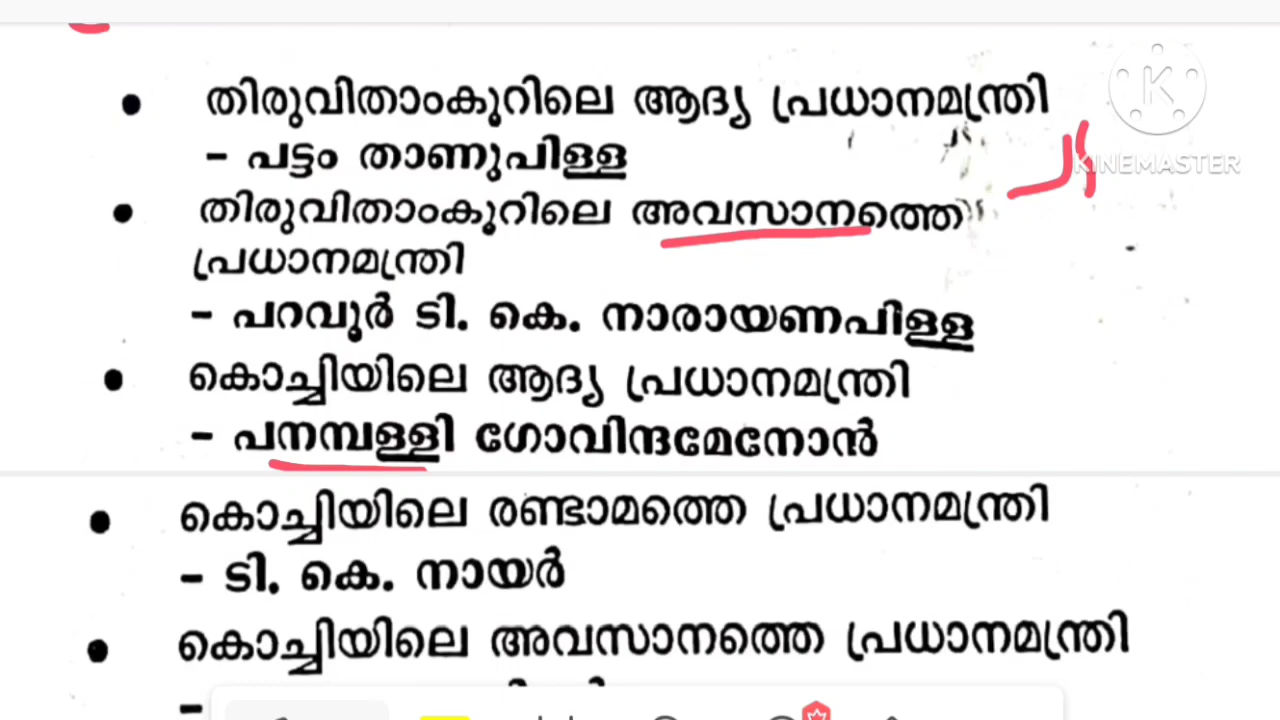 തിരുവിതാംകൂറിലെ ആദ്യ പ്രധാനമന്ത്രി
– പട്ടം താണുപിള്ള
KINEMASTER
തിരുവിതാംകൂറിലെ അവസാനത്തെ
പ്രധാനമന്ത്രി
– പറവൂർ ടി. കെ. നാരായണപിള്ള
കൊച്ചിയിലെ ആദ്യ പ്രധാനമന്ത്രി
– പനമ്പള്ളി ഗോവിന്ദമേനോൻ
കൊച്ചിയിലെ രണ്ടാമത്തെ പ്രധാനമന്ത്രി
– ടി. കെ. നായർ
കൊച്ചിയിലെ അവസാനത്തെ പ്രധാനമന്ത്രി